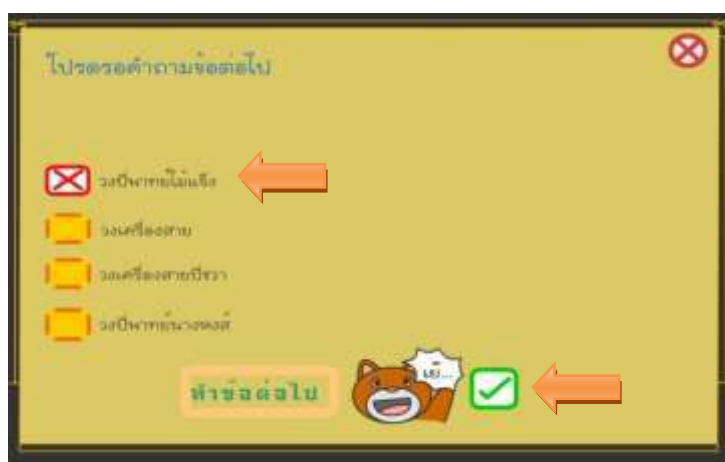 โปรดรอคำถามข้อต่อไป
วงปี่พาทย์ไม้แข็ง
วงเครื่องสาย
วงเครื่องสายปี่ชวา
วงปี่พาทย์นางหงส์
เย้...
ทำข้อต่อไป